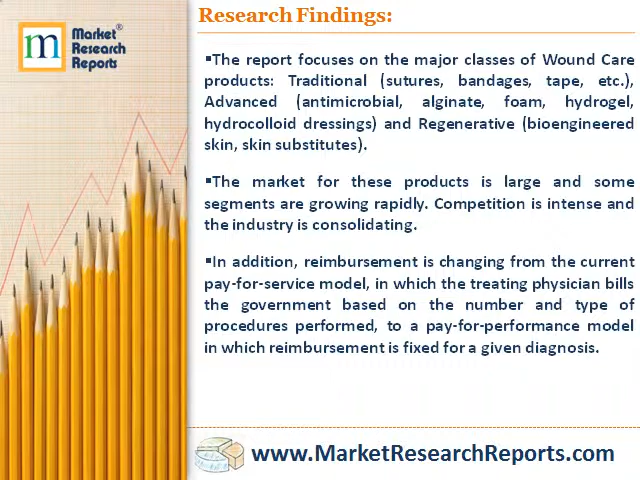 m
Market®
Research
Reports
Research Findings:
▪The report focuses on the major classes of Wound Care
products: Traditional (sutures, bandages, tape, etc.),
Advanced (antimicrobial, alginate, foam, hydrogel,
hydrocolloid dressings) and Regenerative (bioengineered
skin, skin substitutes).
▪The market for these products is large and some
segments are growing rapidly. Competition is intense and
the industry is consolidating.
▪In addition, reimbursement is changing from the current
pay-for-service model, in which the treating physician bills
the government based on the number and type of
procedures performed, to a pay-for-performance model
in which reimbursement is fixed for a given diagnosis.
www.MarketResearchReports.com